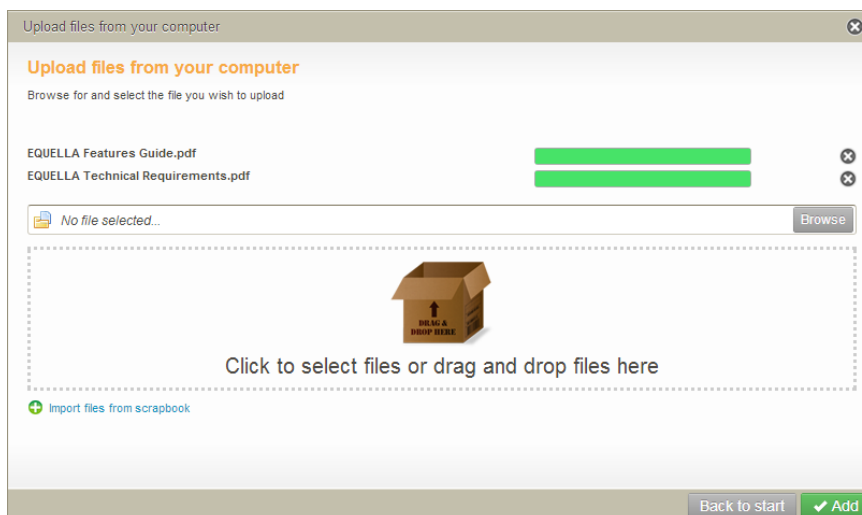 Upload files from your computer
Upload files from your computer
Browse for and select the file you wish to upload
EQUELLA Features Guide.pdf
EQUELLA Technical Requirements.pdf
No file selected...
Browse
DRAG &
DROP HERE
Click to select files or drag and drop files here
Import files from scrapbook
Back to start
Add